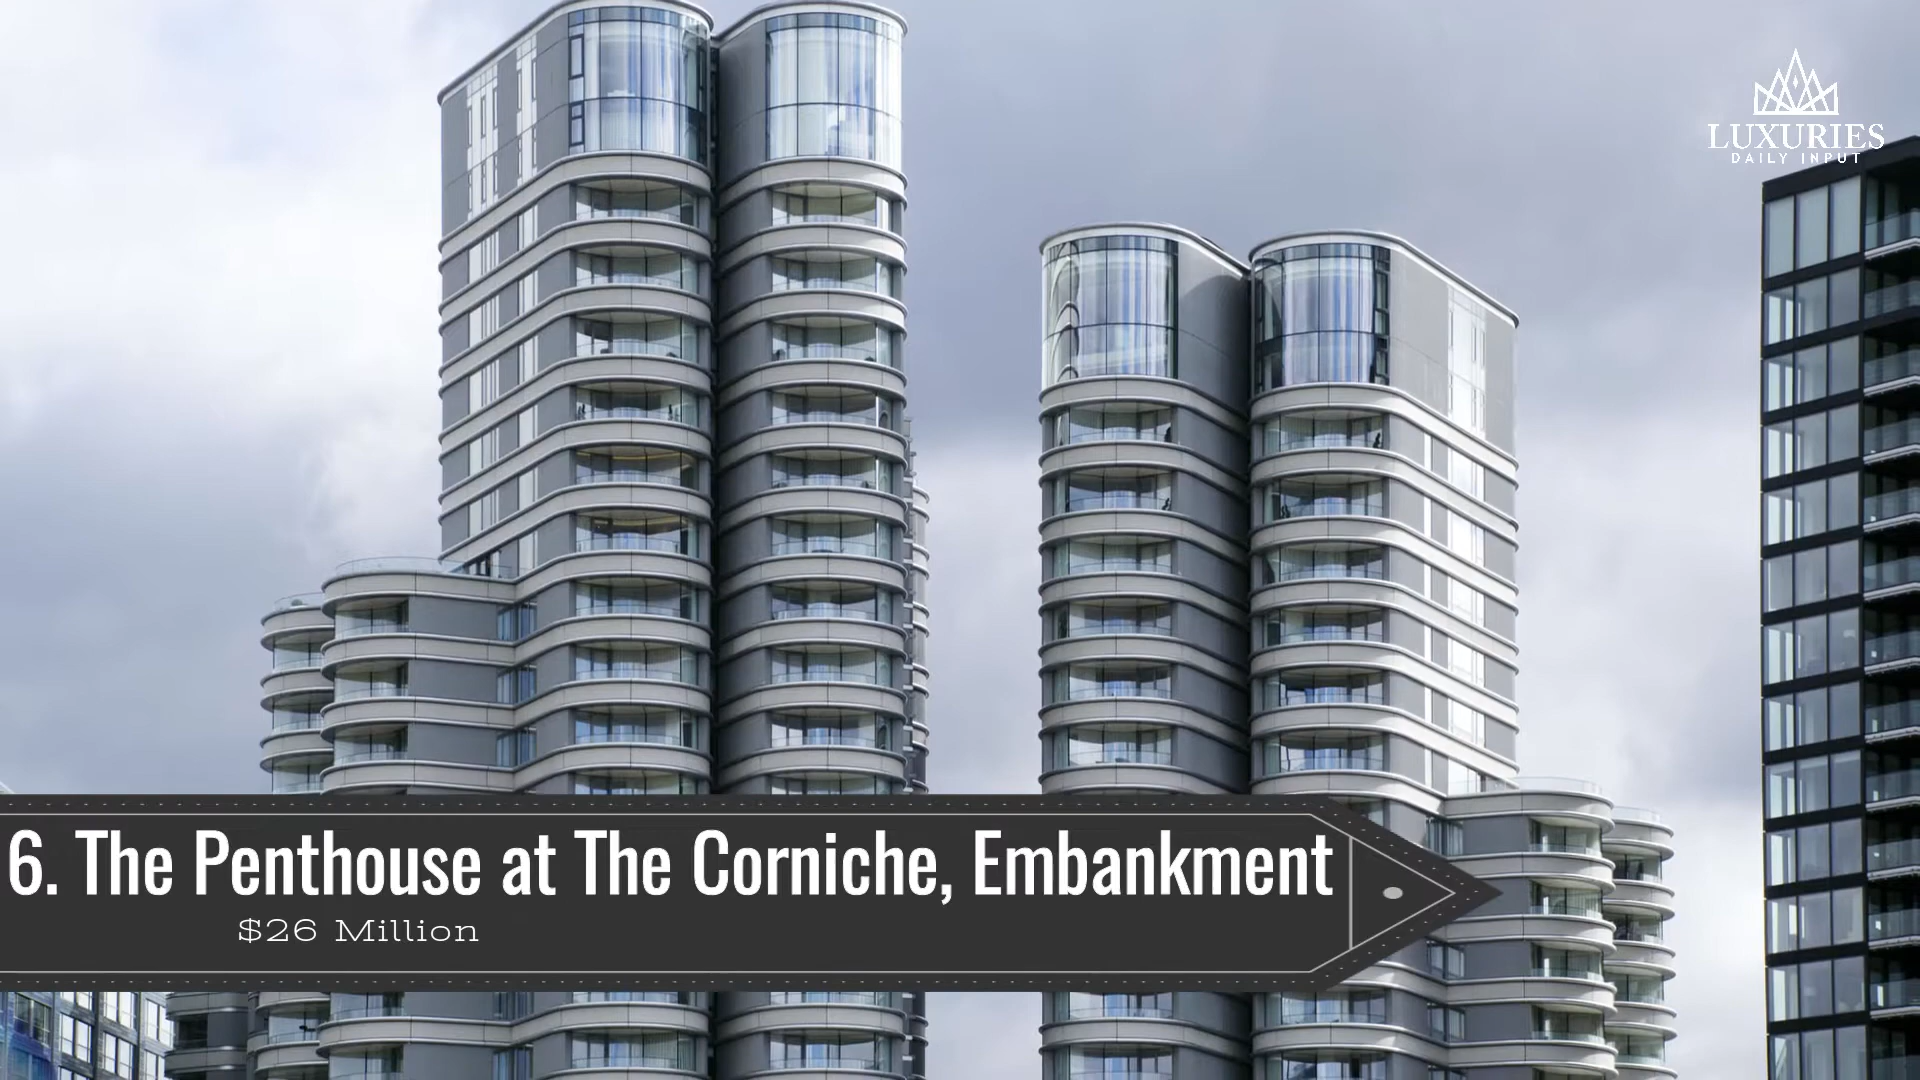 LUXURIES
DAILY INPUT
6. The Penthouse at The Corniche, Embankment
$26 Million